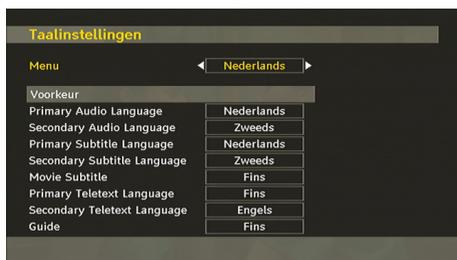 Taalinstellingen
Menu Nederlands
Voorkeur
Primary Audio Language Nederlands
Secondary Audio Language Zweeds
Primary Subtitle Language Nederlands
Secondary Subtitle Language Zweeds
Movie Subtitle Fins
Primary Teletext Language Fins
Secondary Teletext Language Engels
Guide Fins